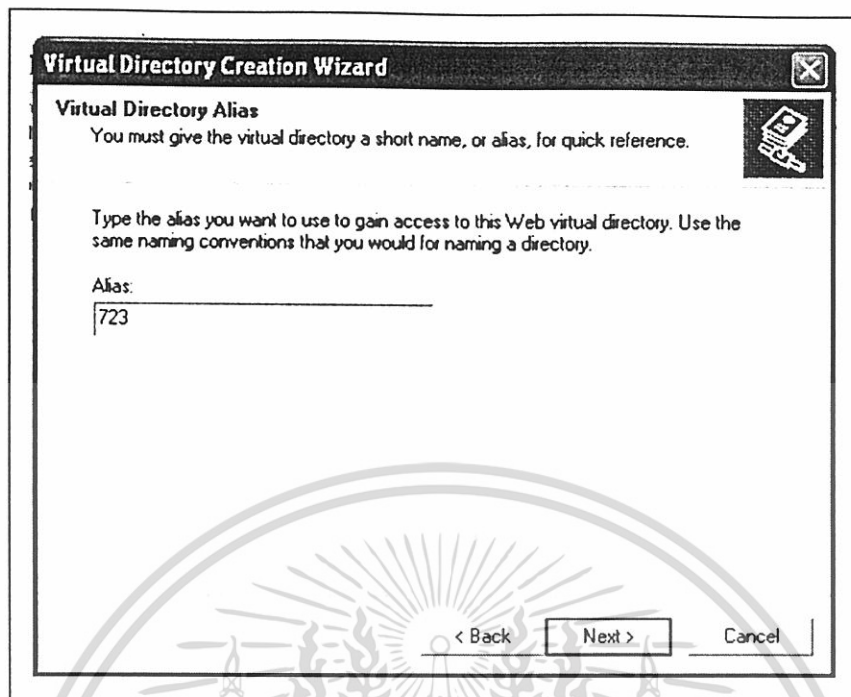 Virtual Directory Creation Wizard
Virtual Directory Alias
You must give the virtual directory a short name, or alias, for quick reference.
Type the alias you want to use to gain access to this Web virtual directory. Use the
same naming conventions that you would for naming a directory.
Alias:
723
< Back Next > Cancel